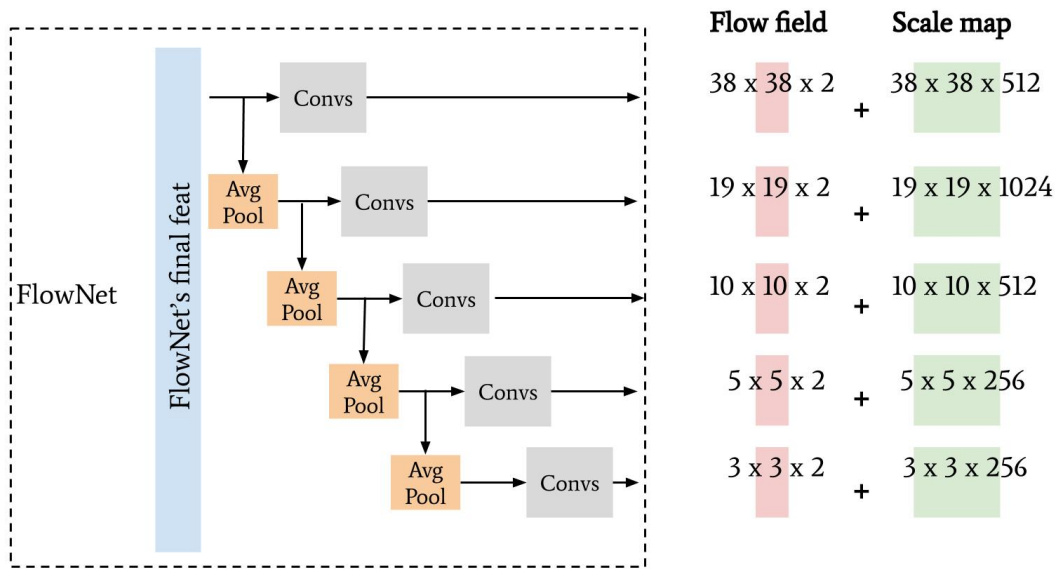 Flow field
Scale map
Convs
38 x 38 x 2
+
38 x 38 x 512
Avg
Pool
Convs
19 x 19 x 2
+
19 x 19 x 1024
FlowNet
FlowNet's final feat
Avg
Pool
Convs
10 x 10 x 2
+
10 x 10 x 512
Avg
Pool
Convs
5 x 5 x 2
+
5 x 5 x 256
Avg
Pool
Convs
3 x 3 x 2
+
3 x 3 x 256